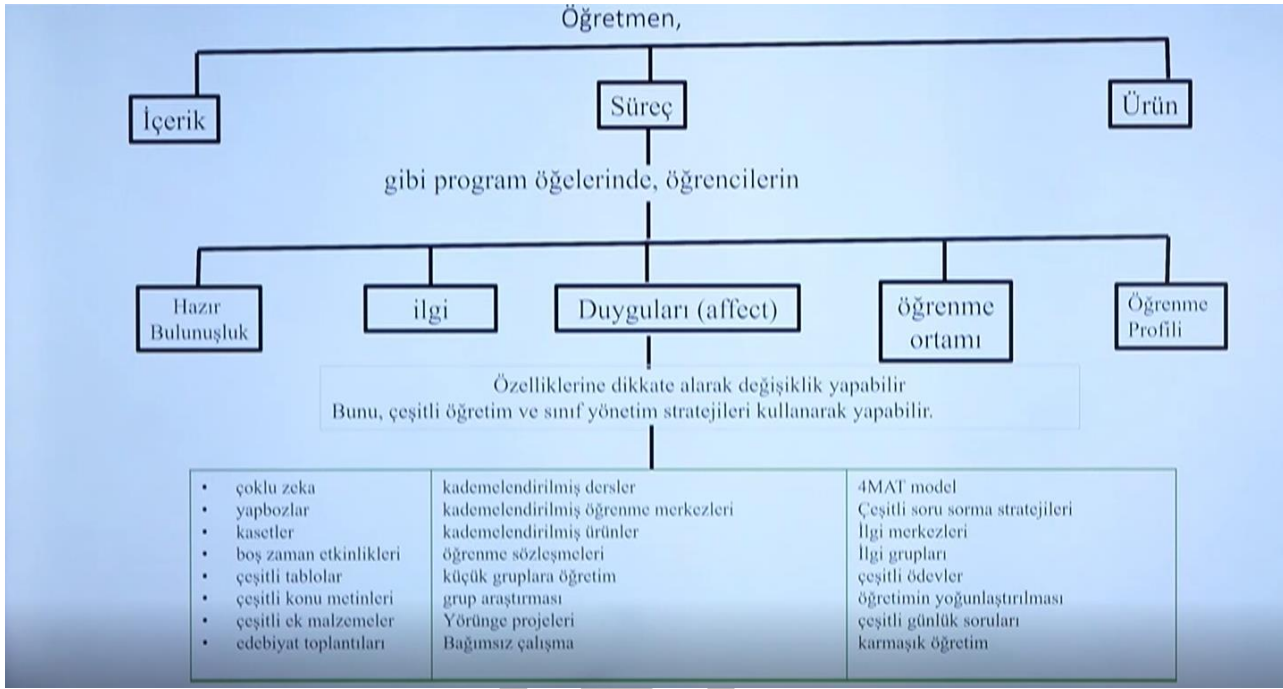 Öğretmen,
İçerik
Süreç
Ürün
gibi program öğelerinde, öğrencilerin
Hazır
Bulunuşluk
ilgi
Duyguları (affect)
öğrenme
ortamı
Öğrenme
Profili
Özelliklerine dikkate alarak değişiklik yapabilir
Bunu, çeşitli öğretim ve sınıf yönetim stratejileri kullanarak yapabilir.
• çoklu zeka
• yapbozlar
• kasetler
• boş zaman etkinlikleri
• çeşitli tablolar
• çeşitli konu metinleri
• çeşitli ek malzemeler
• edebiyat toplantıları
kademelendirilmiş dersler
kademelendirilmiş öğrenme merkezleri
kademelendirilmiş ürünler
öğrenme sözleşmeleri
küçük gruplara öğretim
grup araştırması
Yörünge projeleri
Bağımsız çalışma
4MAT model
Çeşitli soru sorma stratejileri
İlgi merkezleri
İlgi grupları
çeşitli ödevler
öğretimin yoğunlaştırılması
çeşitli günlük soruları
karmaşık öğretim